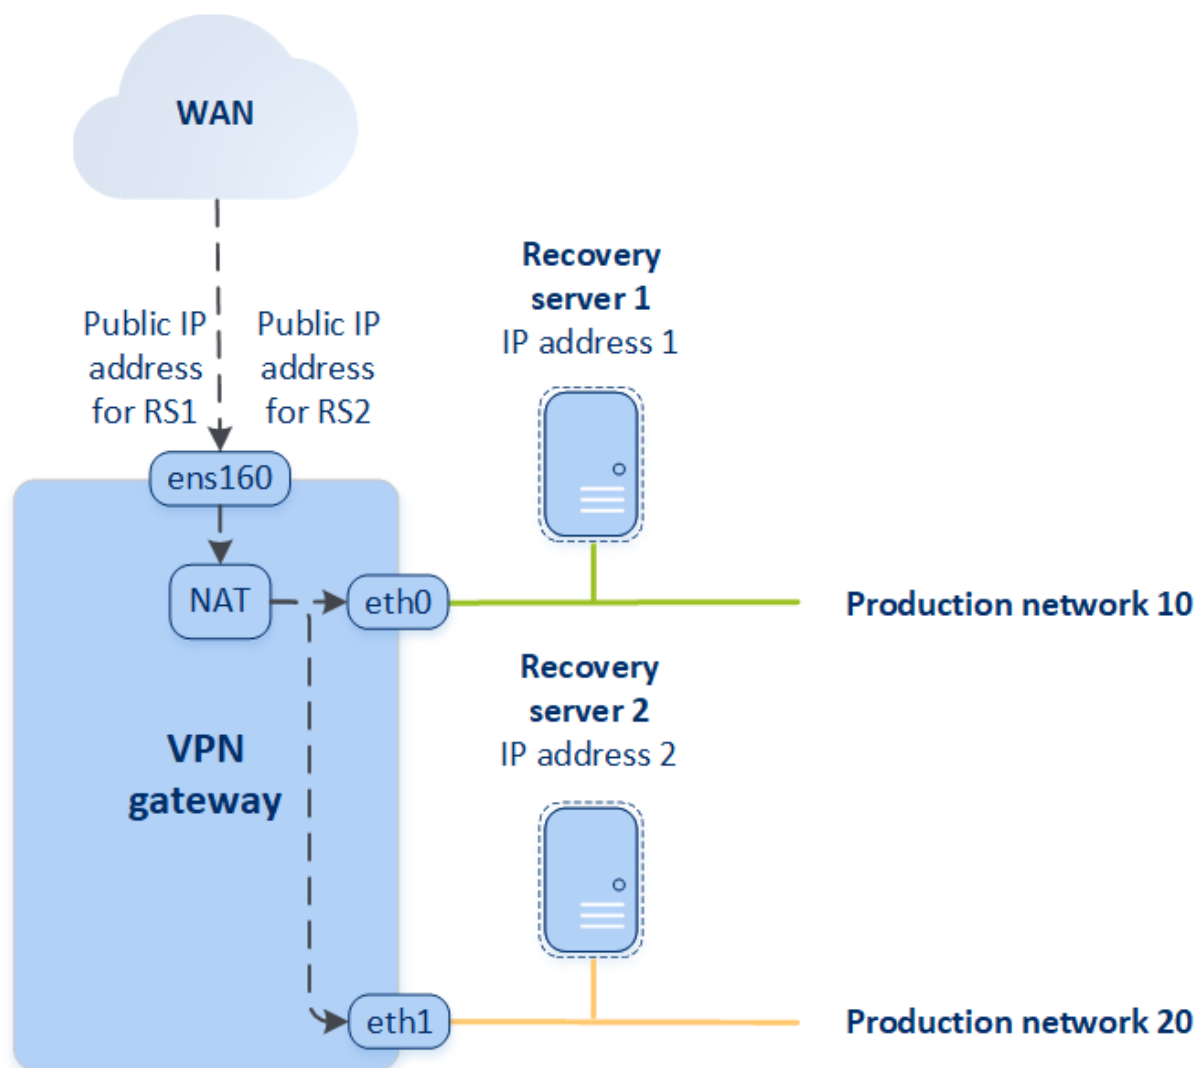 WAN
Public IP
address
for RS1
Public IP
address
for RS2
Recovery
server 1
IP address 1
ens160
NAT
eth0
Production network 10
Recovery
server 2
IP address 2
VPN
gateway
eth1
Production network 20